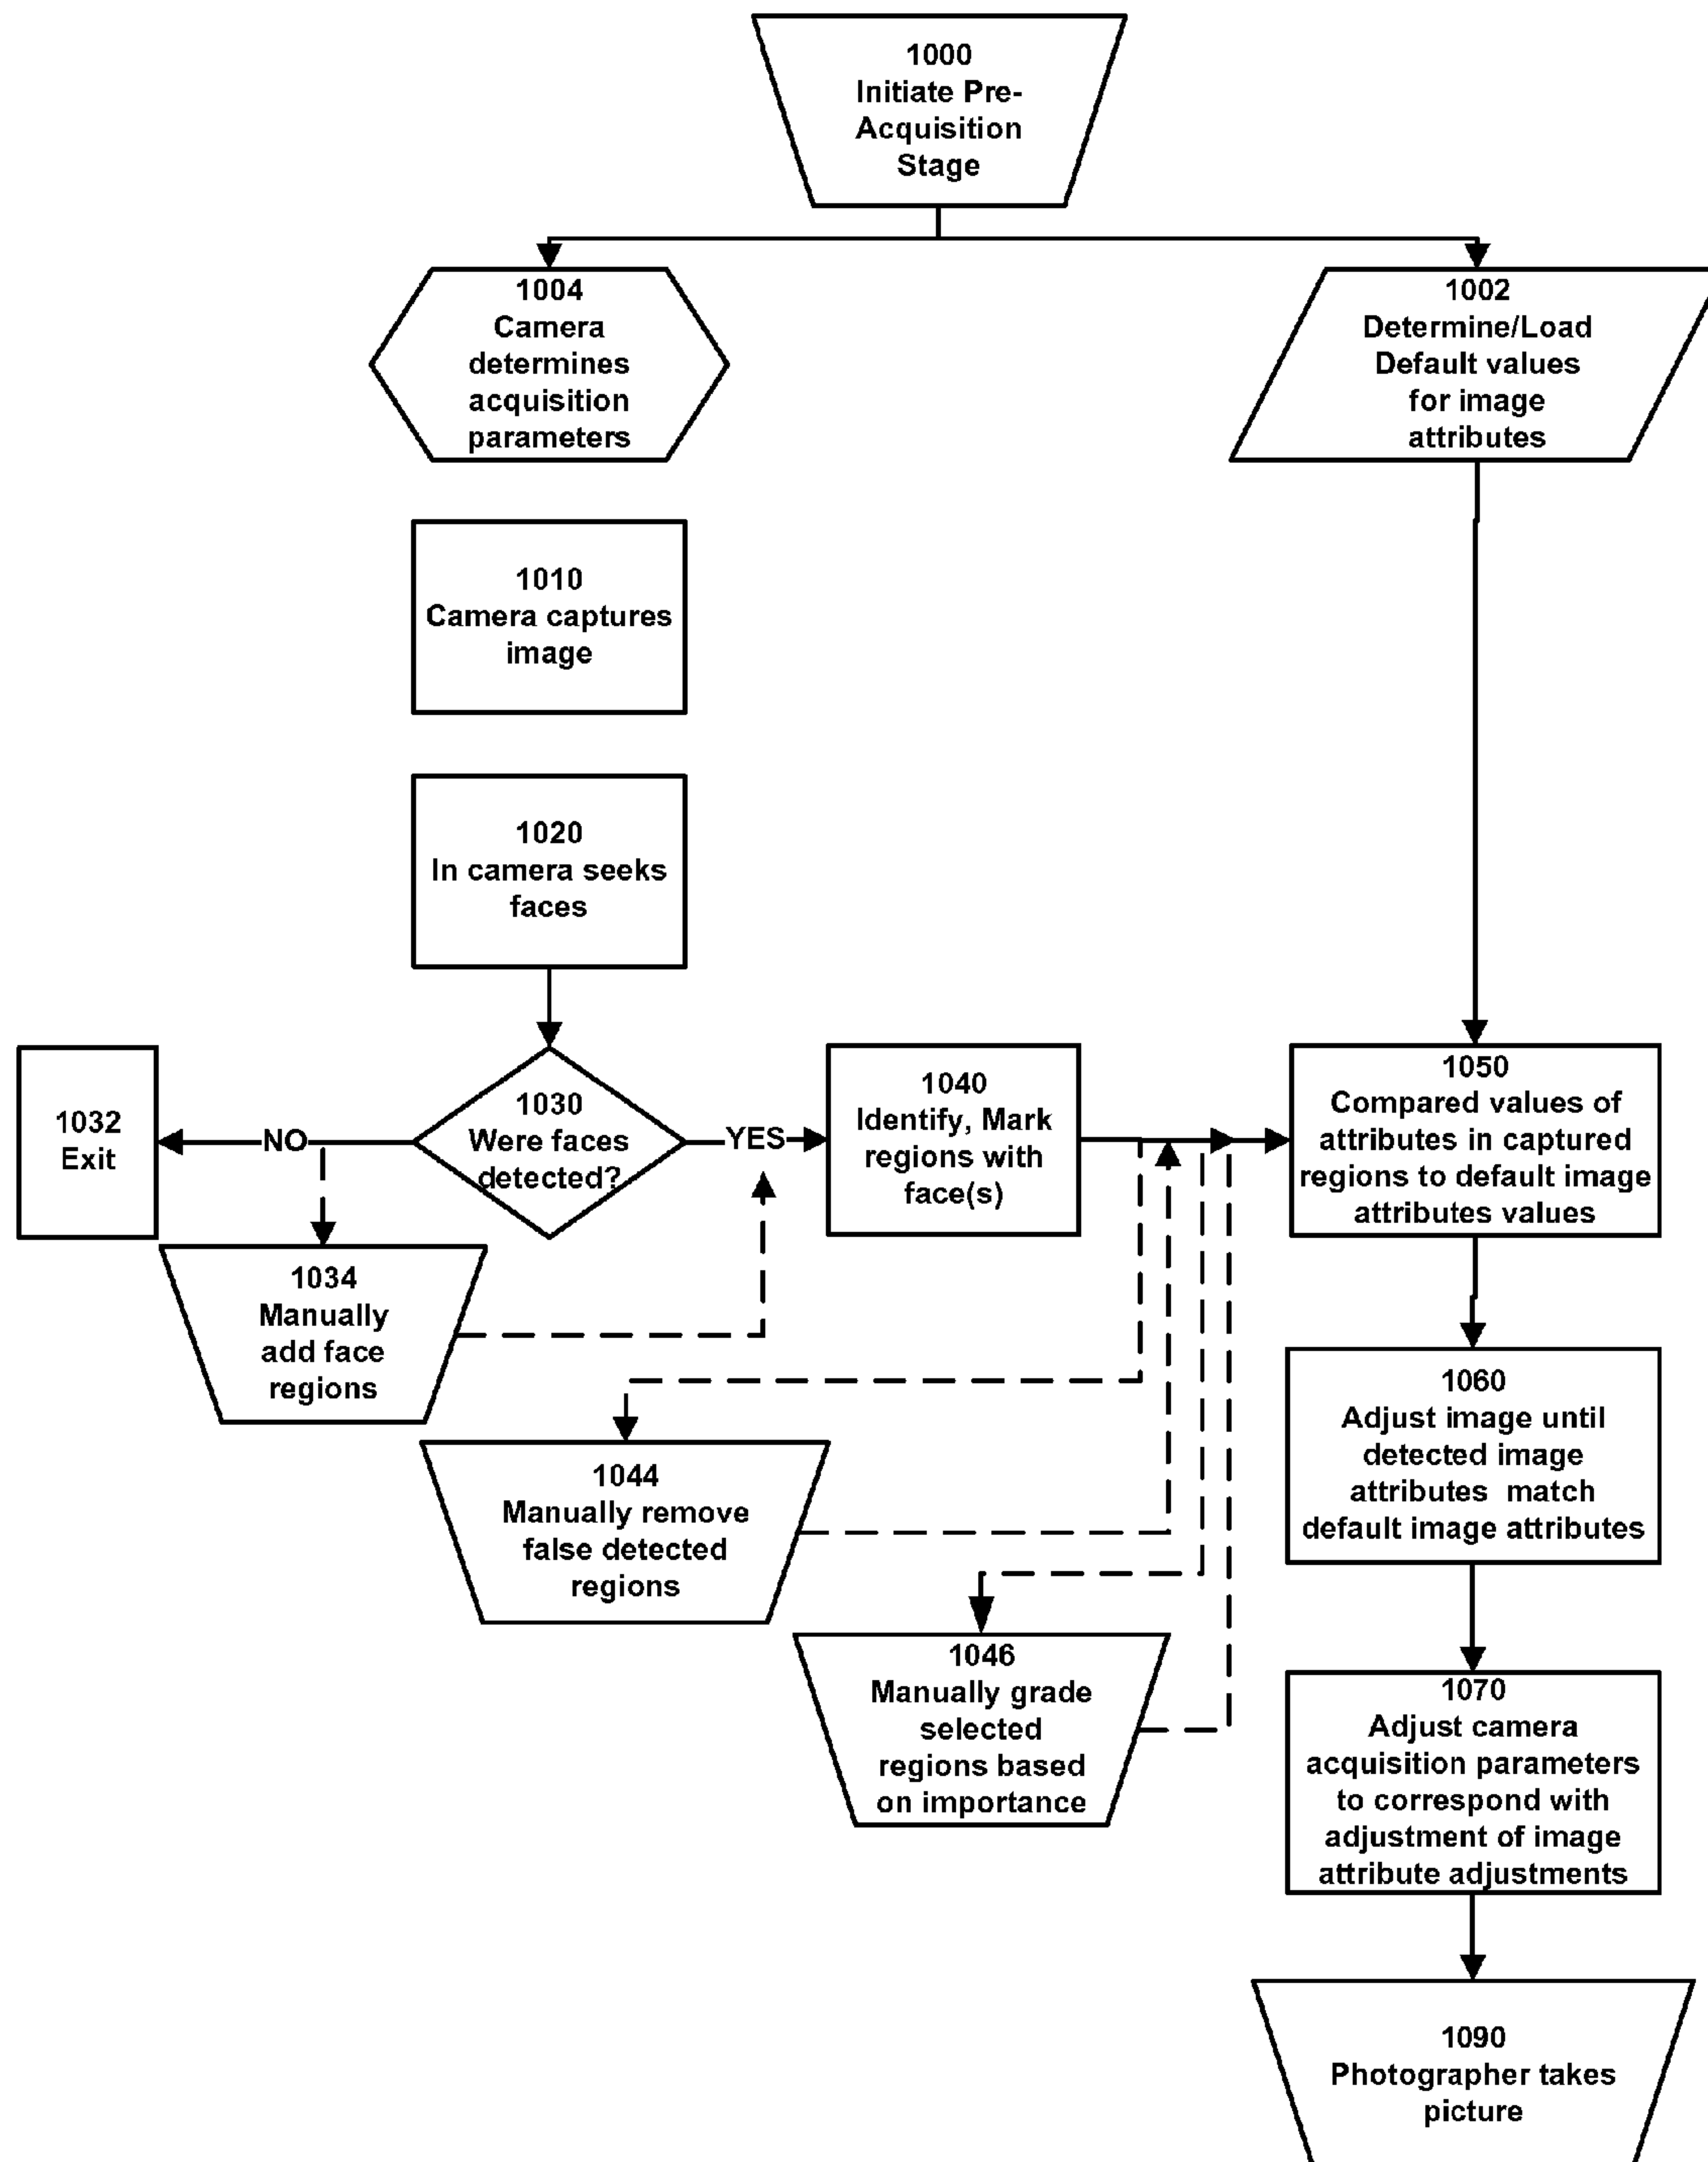 1000
Initiate Pre-
Acquisition
Stage
1004
Camera
determines
acquisition
parameters
1002
Determine/Load
Default values
for image
attributes
1010
Camera captures
image
1020
In camera seeks
faces
1032
Exit
NO
1030
Were faces
detected?
YES
1040
Identify, Mark
regions with
face(s)
1050
Compared values of
attributes in captured
regions to default image
attributes values
1034
Manually
add face
regions
1044
Manually remove
false detected
regions
1046
Manually grade
selected
regions based
on importance
1060
Adjust image until
detected image
attributes match
default image attributes
1070
Adjust camera
acquisition parameters
to correspond with
adjustment of image
attribute adjustments
1090
Photographer takes
picture